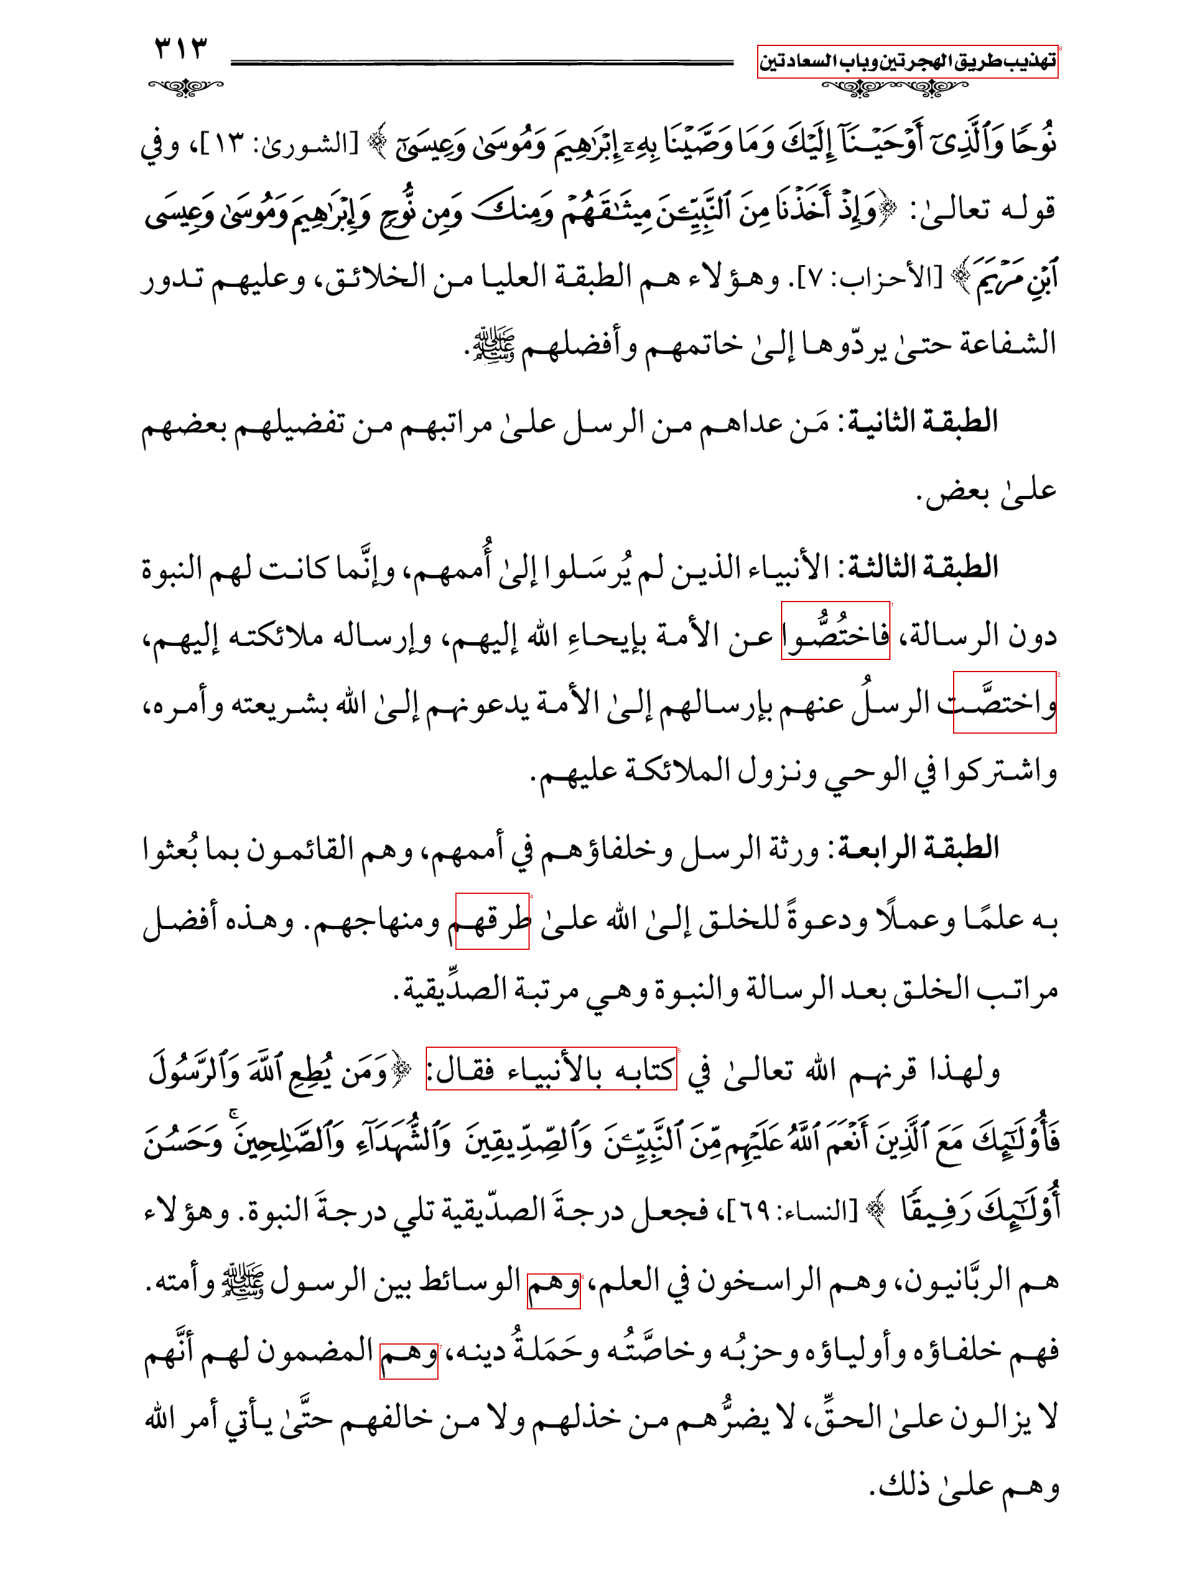 تهذيب طريق الهجرتين وباب السعادتين ٣١٣
نُوحًا وَٱلَّذِىٓ أَوْحَيْنَآ إِلَيْكَ وَمَا وَصَّيْنَا بِهِۦٓ إِبْرَٰهِيمَ وَمُوسَىٰ وَعِيسَىٰٓ ﴾ [الشورىٰ: ١٣]، وفي
قوله تعالىٰ: ﴿وَإِذْ أَخَذْنَا مِنَ ٱلنَّبِيِّـۧنَ مِيثَٰقَهُمْ وَمِنكَ وَمِن نُّوحٍ وَإِبْرَٰهِيمَ وَمُوسَىٰ وَعِيسَى
ٱبْنِ مَرْيَمَ﴾ [الأحزاب: ٧]. وهؤلاء هم الطبقة العليا من الخلائق، وعليهم تدور
الشفاعة حتىٰ يردّوها إلىٰ خاتمهم وأفضلهم ﷺ.
الطبقة الثانية: مَن عداهم من الرسل علىٰ مراتبهم من تفضيلهم بعضهم
علىٰ بعض.
الطبقة الثالثة: الأنبياء الذين لم يُرسَلوا إلىٰ أُممهم، وإنَّما كانت لهم النبوة
دون الرسالة، فاختُصُّوا عن الأمة بإيحاءِ الله إليهم، وإرساله ملائكته إليهم،
واختصَّت الرسلُ عنهم بإرسالهم إلىٰ الأمة يدعونهم إلىٰ الله بشريعته وأمره،
واشتركوا في الوحي ونزول الملائكة عليهم.
الطبقة الرابعة: ورثة الرسل وخلفاؤهم في أممهم، وهم القائمون بما بُعثوا
به علمًا وعملًا ودعوةً للخلق إلىٰ الله علىٰ طرقهم ومنهاجهم. وهذه أفضل
مراتب الخلق بعد الرسالة والنبوة وهي مرتبة الصدِّيقية.
ولهذا قرنهم الله تعالىٰ في كتابه بالأنبياء فقال: ﴿وَمَن يُطِعِ ٱللَّهَ وَٱلرَّسُولَ
فَأُوْلَٰٓئِكَ مَعَ ٱلَّذِينَ أَنْعَمَ ٱللَّهُ عَلَيْهِم مِّنَ ٱلنَّبِيِّـۧنَ وَٱلصِّدِّيقِينَ وَٱلشُّهَدَآءِ وَٱلصَّٰلِحِينَۚ وَحَسُنَ
أُوْلَٰٓئِكَ رَفِيقًا ﴾ [النساء: ٦٩]، فجعل درجةَ الصدّيقية تلي درجةَ النبوة. وهؤلاء
هم الربَّانيون، وهم الراسخون في العلم، وهم الوسائط بين الرسول ﷺ وأمته.
فهم خلفاؤه وأولياؤه وحزبُه وخاصَّتُه وحَمَلةُ دينه، وهم المضمون لهم أنَّهم
لا يزالون علىٰ الحقِّ، لا يضرُّهم من خذلهم ولا من خالفهم حتَّىٰ يأتي أمر الله
وهم علىٰ ذلك.